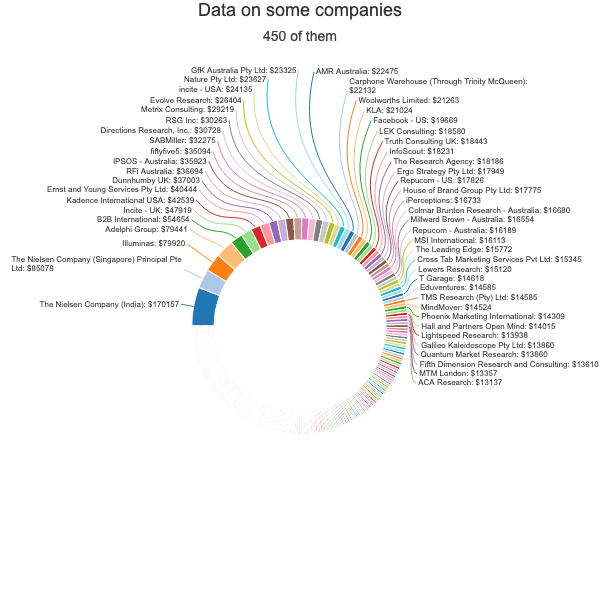 Data on some companies
450 of them
GfK Australia Pty Ltd: $23325
Nature Pty Ltd: $23627
incite - USA: $24135
Evolve Research: $26404
Metrix Consulting: $29219
RSG Inc: $30263
Directions Research, Inc.: $30728
SABMiller: $32275
fiftyfive5: $35094
IPSOS - Australia: $35923
RFi Australia: $36694
Dunnhumby UK: $37003
Ernst and Young Services Pty Ltd: $40444
Kadence International USA: $42539
Incite - UK: $47919
B2B International: $54654
Adelphi Group: $79441
Illuminas: $79920
The Nielsen Company (Singapore) Principal Pte
Ltd: $85078
The Nielsen Company (India): $170157
AMR Australia: $22475
Carphone Warehouse (Through Trinity McQueen):
$22132
Woolworths Limited: $21263
KLA: $21024
Facebook - US: $19669
LEK Consulting: $18580
Truth Consulting UK: $18443
InfoScout: $18231
The Research Agency: $18186
Ergo Strategy Pty Ltd: $17949
Repucom - US: $17826
House of Brand Group Pty Ltd: $17775
iPerceptions: $16733
Colmar Brunton Research - Australia: $16680
Millward Brown - Australia: $16554
Repucom - Australia: $16189
MSI International: $16113
The Leading Edge: $15772
Cross Tab Marketing Services Pvt Ltd: $15345
Lewers Research: $15120
T Garage: $14618
Eduventures: $14585
TMS Research (Pty) Ltd: $14585
MindMover: $14524
Phoenix Marketing International: $14309
Hall and Partners Open Mind: $14015
Lightspeed Research: $13938
Galileo Kaleidoscope Pty Ltd: $13860
Quantum Market Research: $13860
Fifth Dimension Research and Consulting: $13610
MTM London: $13357
ACA Research: $13137